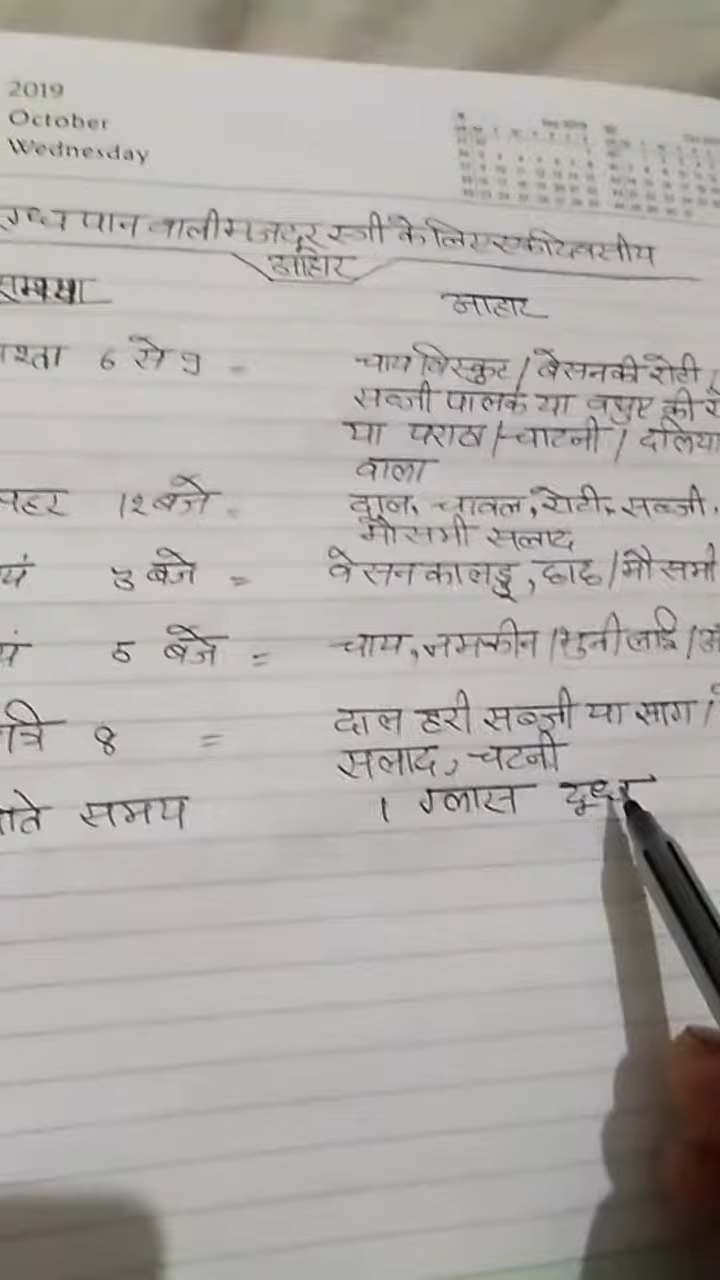 2019
October
Wednesday
पान वाली मजदूर स्त्री के लिए एक दिवसीय
आहार
समस्या आहार
श्ता 6 से 9 - चाय बिस्कुट / बेसन की रोटी /
सब्जी पालक या बथुए की रो
या पराठा / चाटनी / दलिया
वाला
पहर 12 बजे - दाल, चावल, रोटी, सब्जी,
मौसमी सलाद
यं 3 बजे = बेसन का लड्डू, छाछ / मौसमी
यं 5 बजे = चाय, नमकीन / भुनी लाई /
त्रि 8 = दाल हरी सब्जी या साग /
सलाद, चटनी
ते समय 1 ग्लास दूध